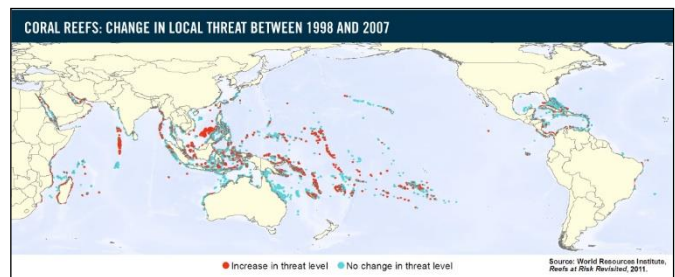 CORAL REEFS: CHANGE IN LOCAL THREAT BETWEEN 1998 AND 2007
Increase in threat level No change in threat level
Source: World Resources Institute,
Reefs at Risk Revisited, 2011.